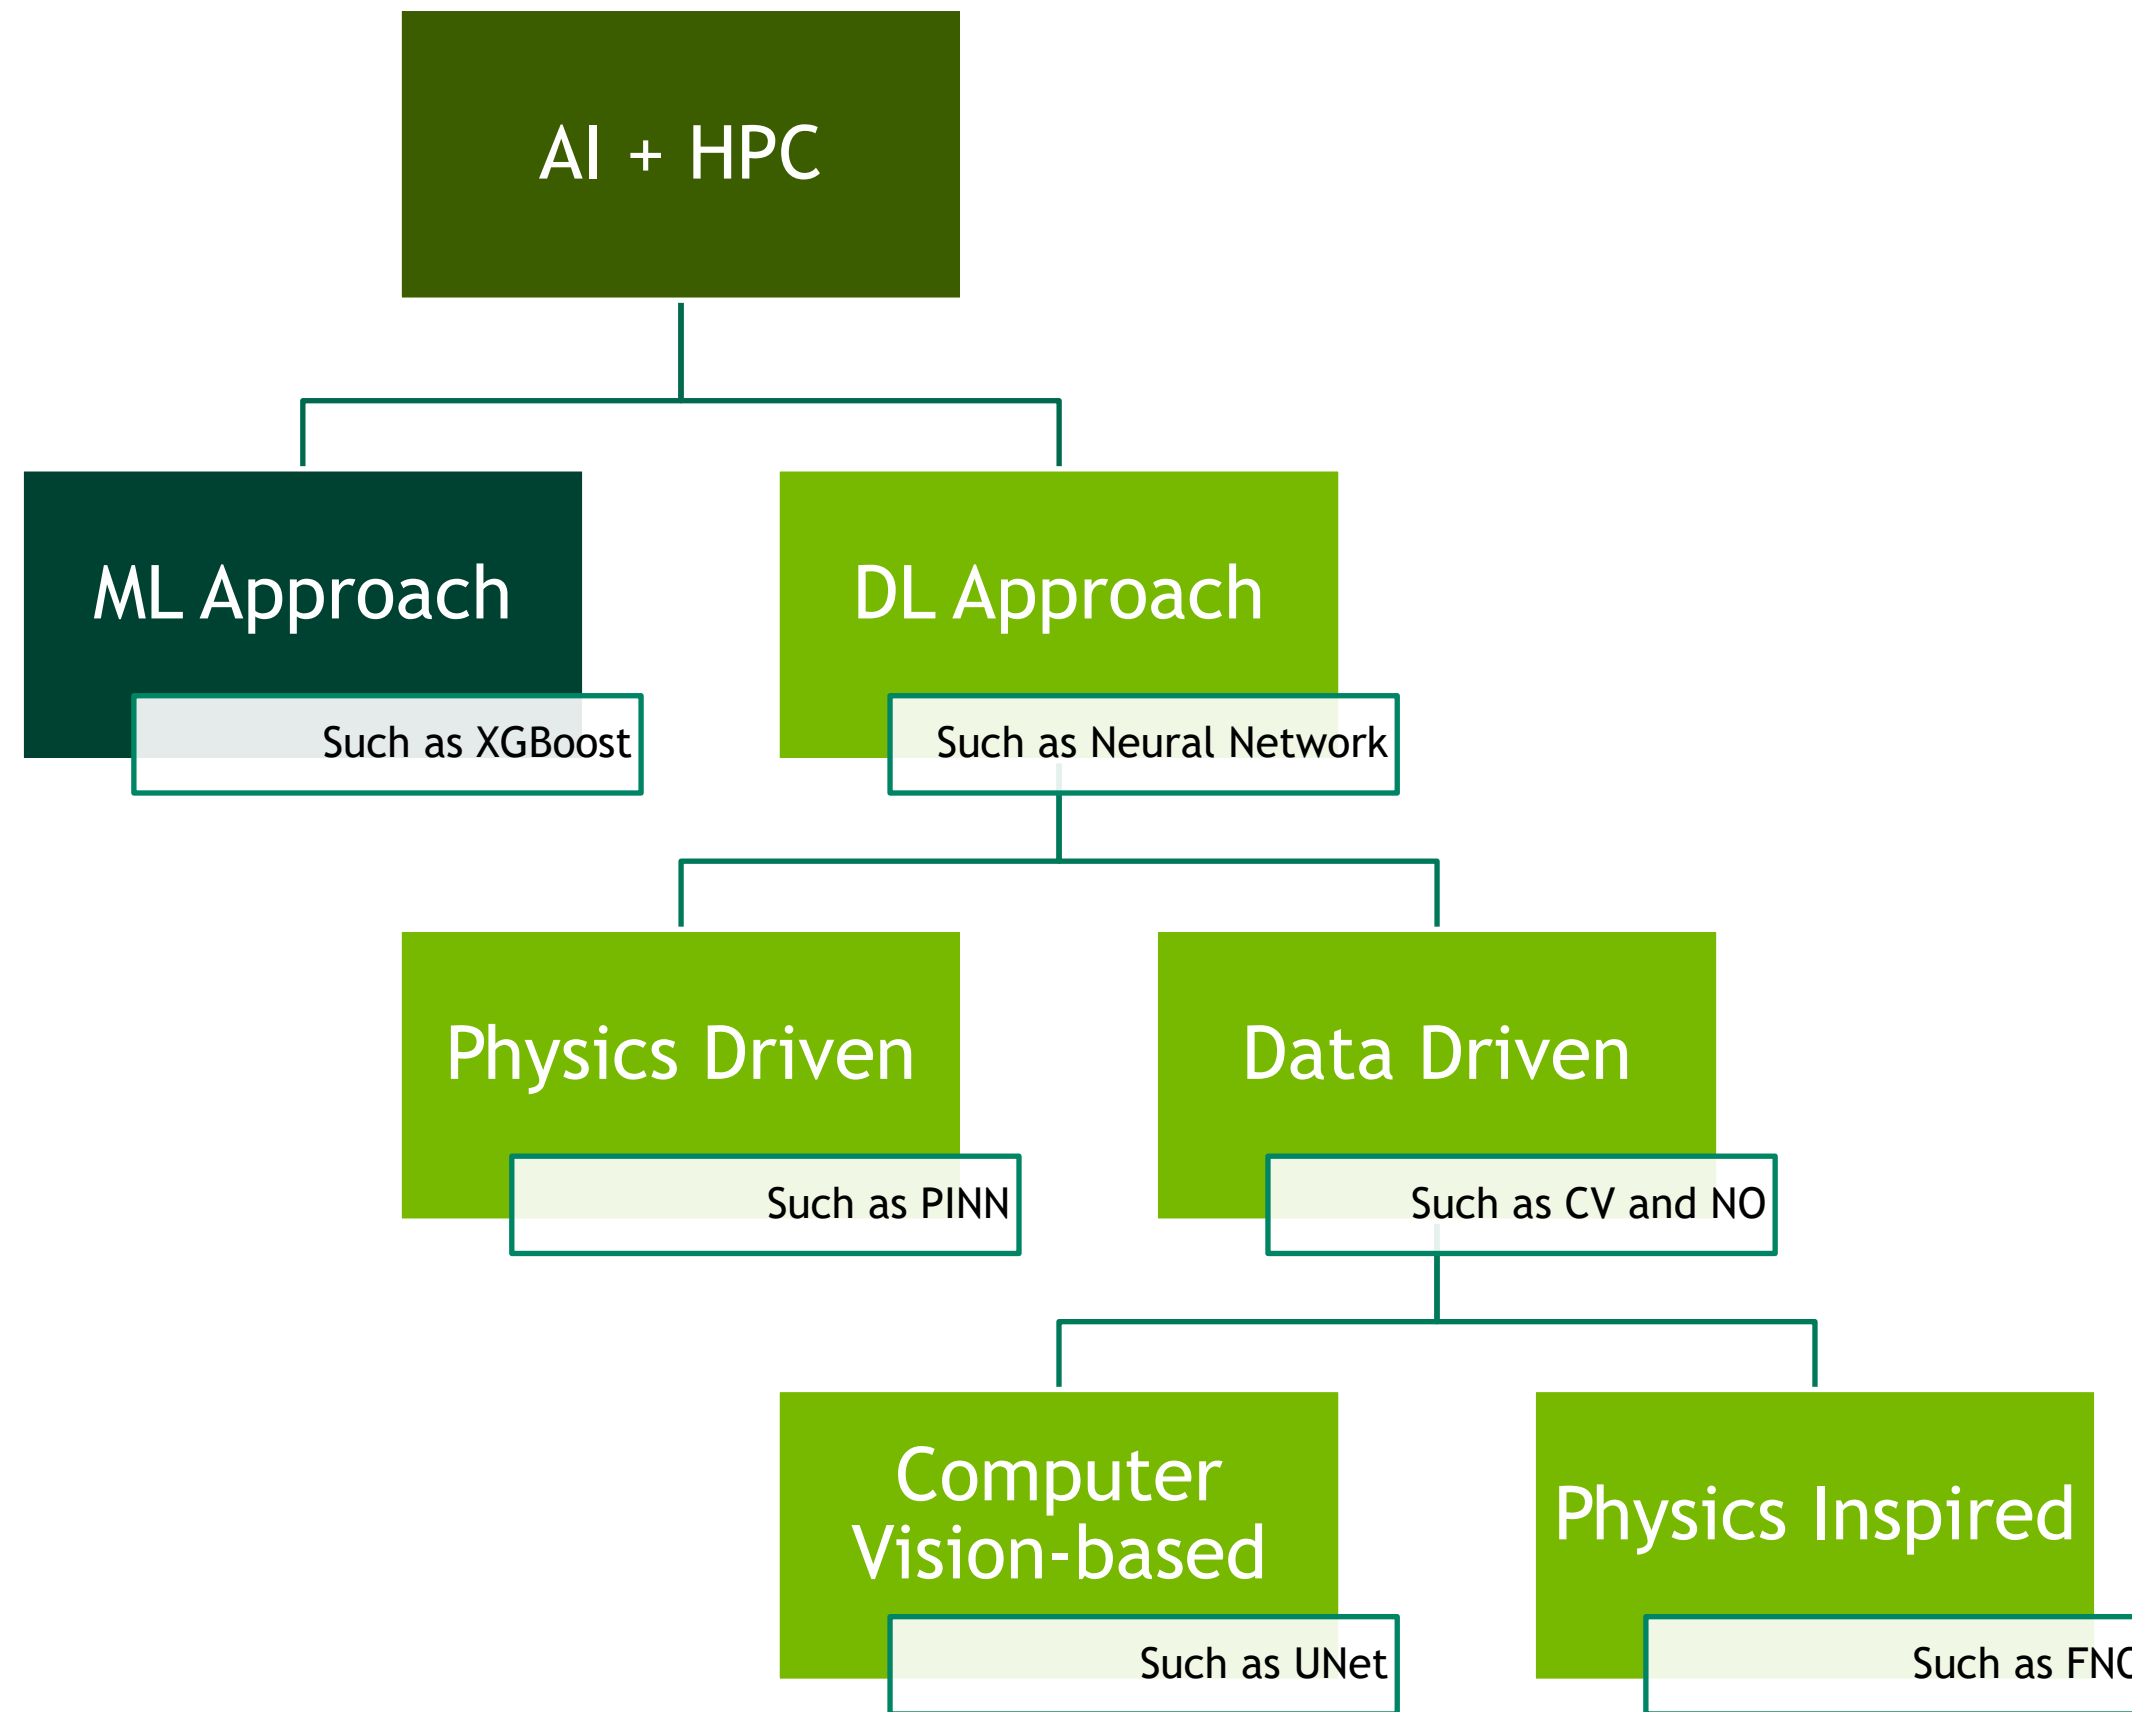 AI + HPC
ML Approach
Such as XGBoost
DL Approach
Such as Neural Network
Physics Driven
Such as PINN
Data Driven
Such as CV and NO
Computer
Vision-based
Such as UNet
Physics Inspired
Such as FNO